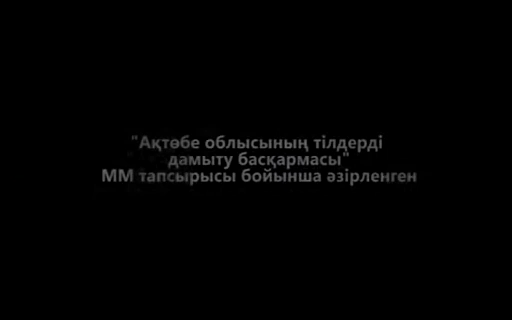 "Ақтөбе облысының тілдерді
дамыту басқармасы"
ММ тапсырысы бойынша әзірленген